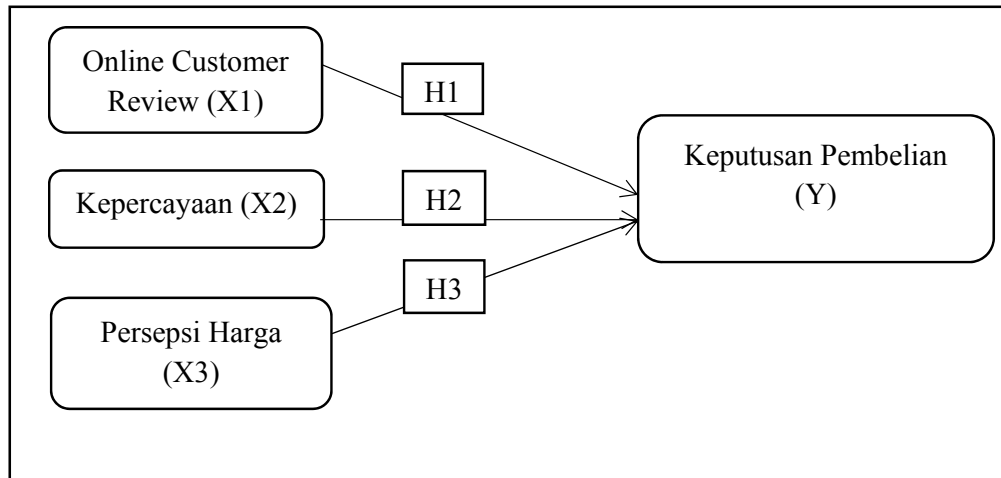 Online Customer
Review (X1)
H1
Keputusan Pembelian
(Y)
Kepercayaan (X2)
H2
H3
Persepsi Harga
(X3)